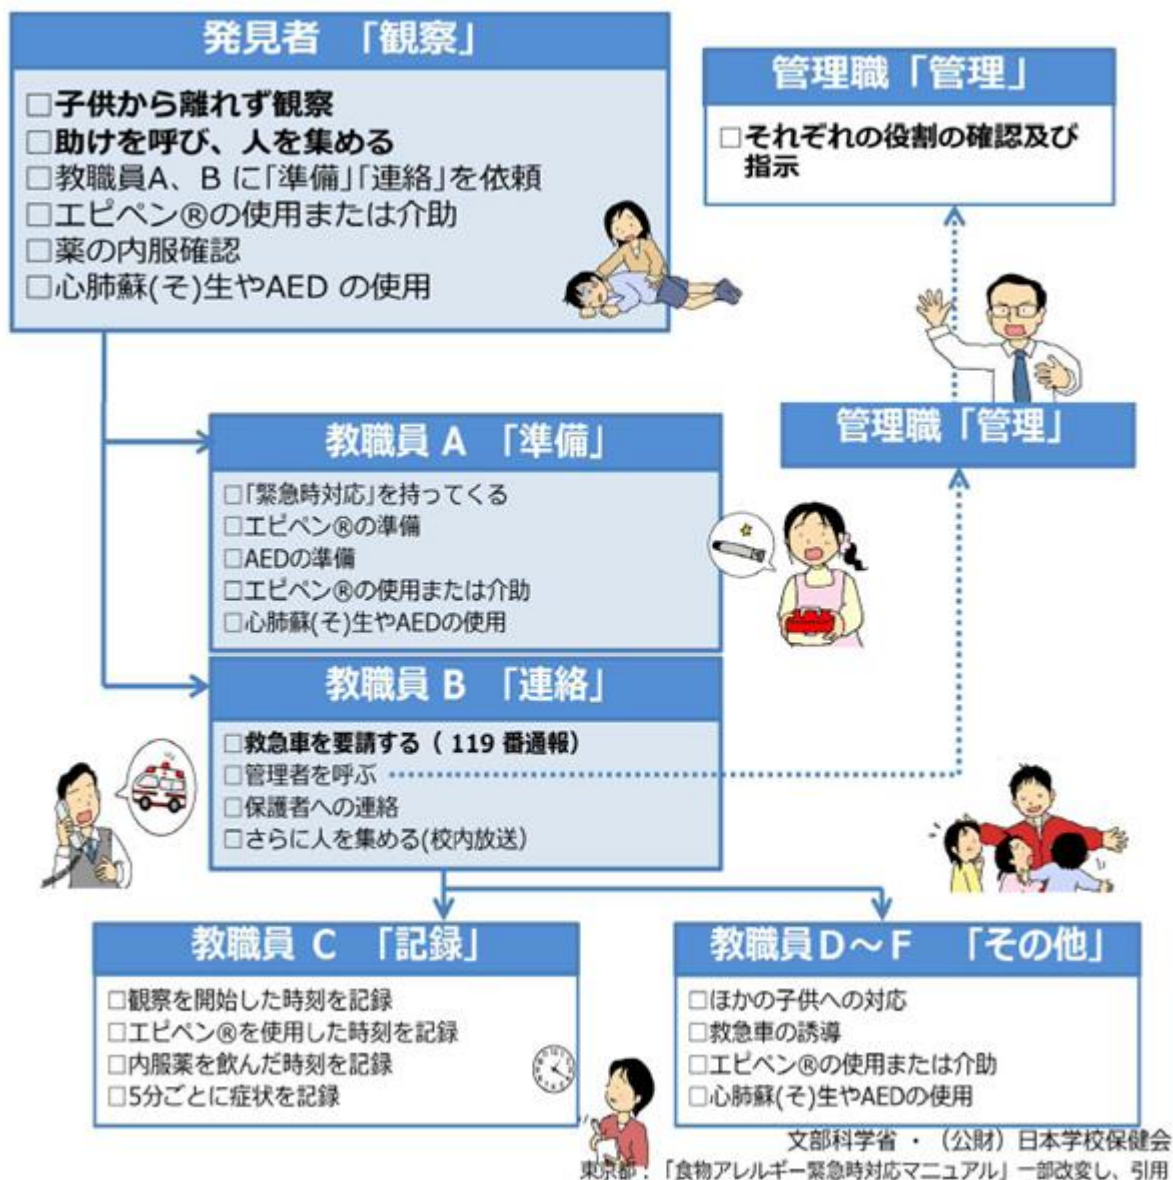 発見者 「観察」
□子供から離れず観察
□助けを呼び、人を集める
□教職員A、B に｢準備｣｢連絡｣を依頼
□エピペン®の使用または介助
□薬の内服確認
□心肺蘇(そ)生やAED の使用
管理職「管理」
□それぞれの役割の確認及び
指示
管理職「管理」
教職員 A 「準備」
□｢緊急時対応｣を持ってくる
□エピペン®の準備
□AEDの準備
□エピペン®の使用または介助
□心肺蘇(そ)生やAEDの使用
教職員 B 「連絡」
□救急車を要請する（ 119 番通報）
□管理者を呼ぶ
□保護者への連絡
□さらに人を集める(校内放送）
教職員 C 「記録」
□観察を開始した時刻を記録
□エピペン®を使用した時刻を記録
□内服薬を飲んだ時刻を記録
□5分ごとに症状を記録
教職員D～F 「その他」
□ほかの子供への対応
□救急車の誘導
□エピペン®の使用または介助
□心肺蘇(そ)生やAEDの使用
文部科学省 ・（公財）日本学校保健会
東京都：「食物アレルギー緊急時対応マニュアル」一部改変し、引用